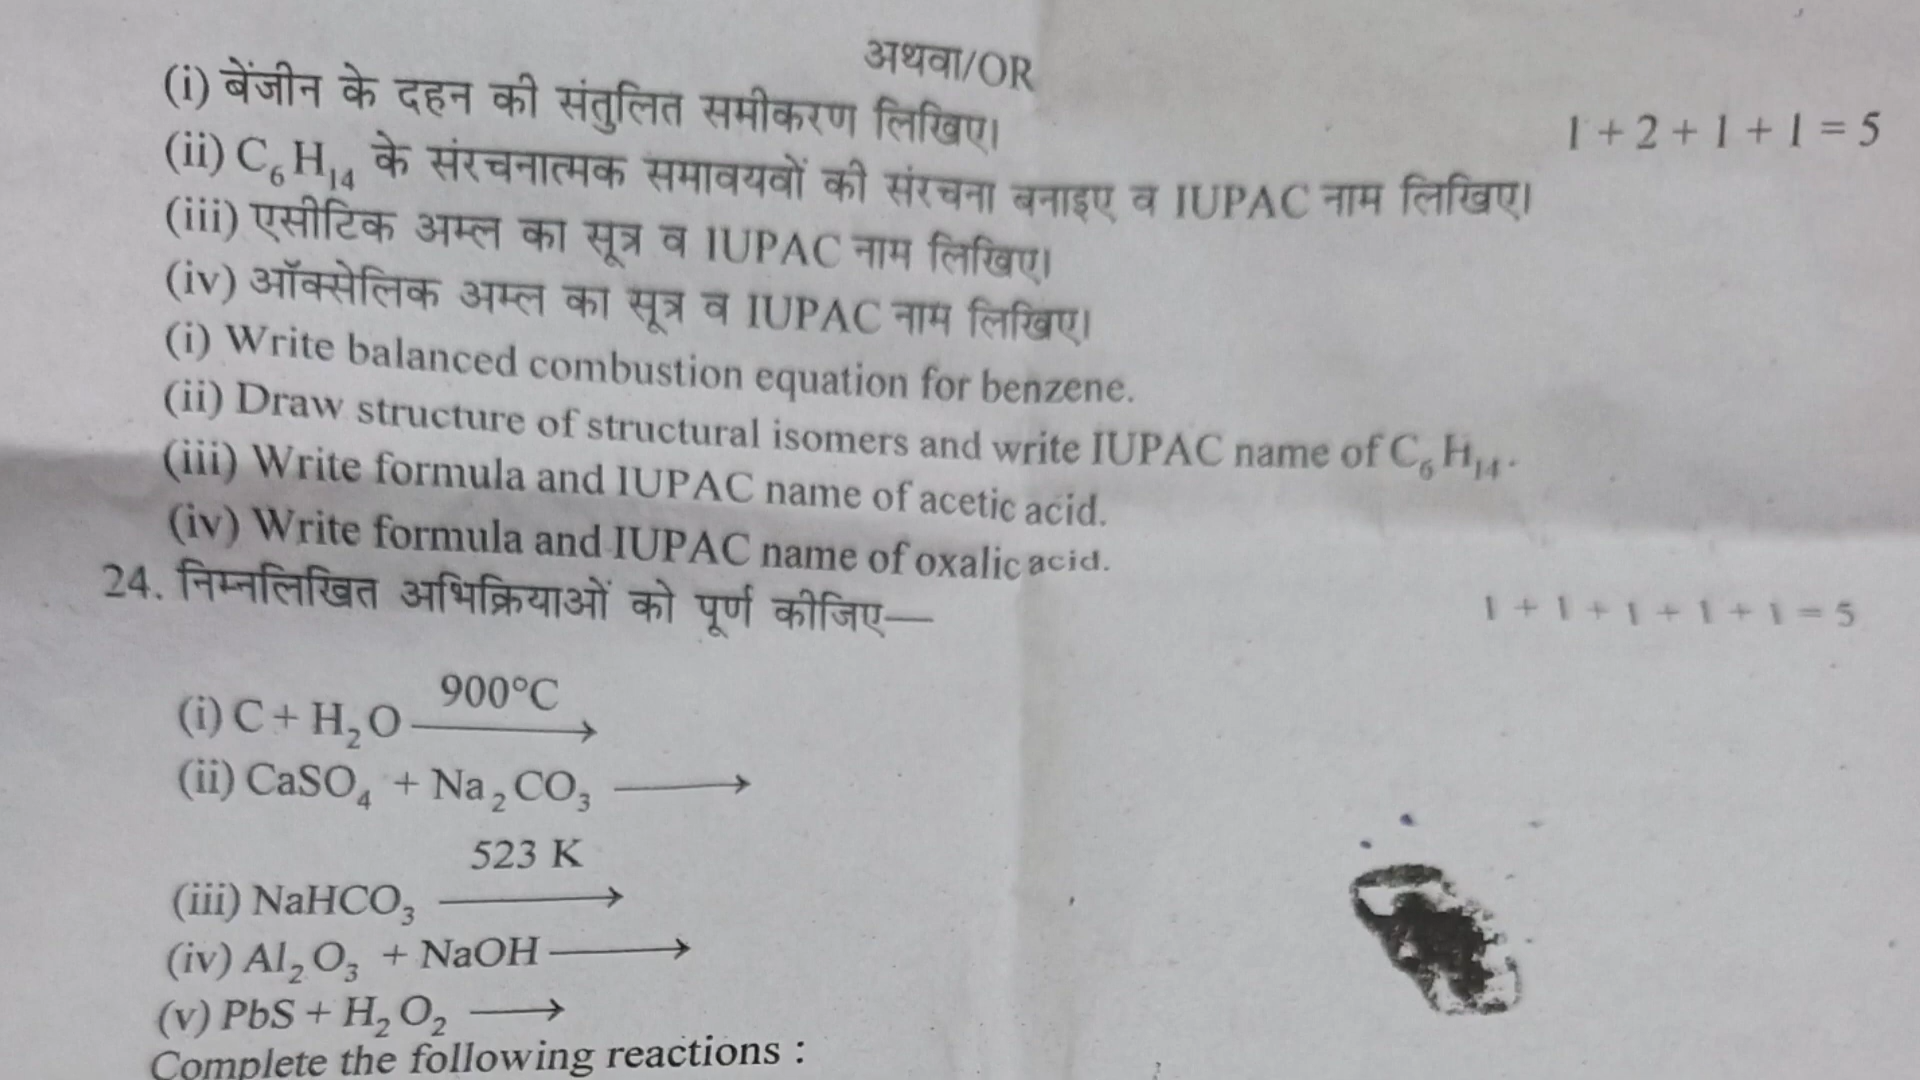 अथवा/OR
(i) बेंजीन के दहन की संतुलित समीकरण लिखिए।
1 + 2 + 1 + 1 = 5
(ii) C₆H₁₄ के संरचनात्मक समावयवों की संरचना बनाइए व IUPAC नाम लिखिए।
(iii) एसीटिक अम्ल का सूत्र व IUPAC नाम लिखिए।
(iv) ऑक्सेलिक अम्ल का सूत्र व IUPAC नाम लिखिए।
(i) Write balanced combustion equation for benzene.
(ii) Draw structure of structural isomers and write IUPAC name of C₆H₁₄.
(iii) Write formula and IUPAC name of acetic acid.
(iv) Write formula and IUPAC name of oxalic acid.
24. निम्नलिखित अभिक्रियाओं को पूर्ण कीजिए—
1 + 1 + 1 + 1 + 1 = 5
900°C
(i) C + H₂O ⟶
(ii) CaSO₄ + Na₂CO₃ ⟶
523 K
(iii) NaHCO₃ ⟶
(iv) Al₂O₃ + NaOH ⟶
(v) PbS + H₂O₂ ⟶
Complete the following reactions :